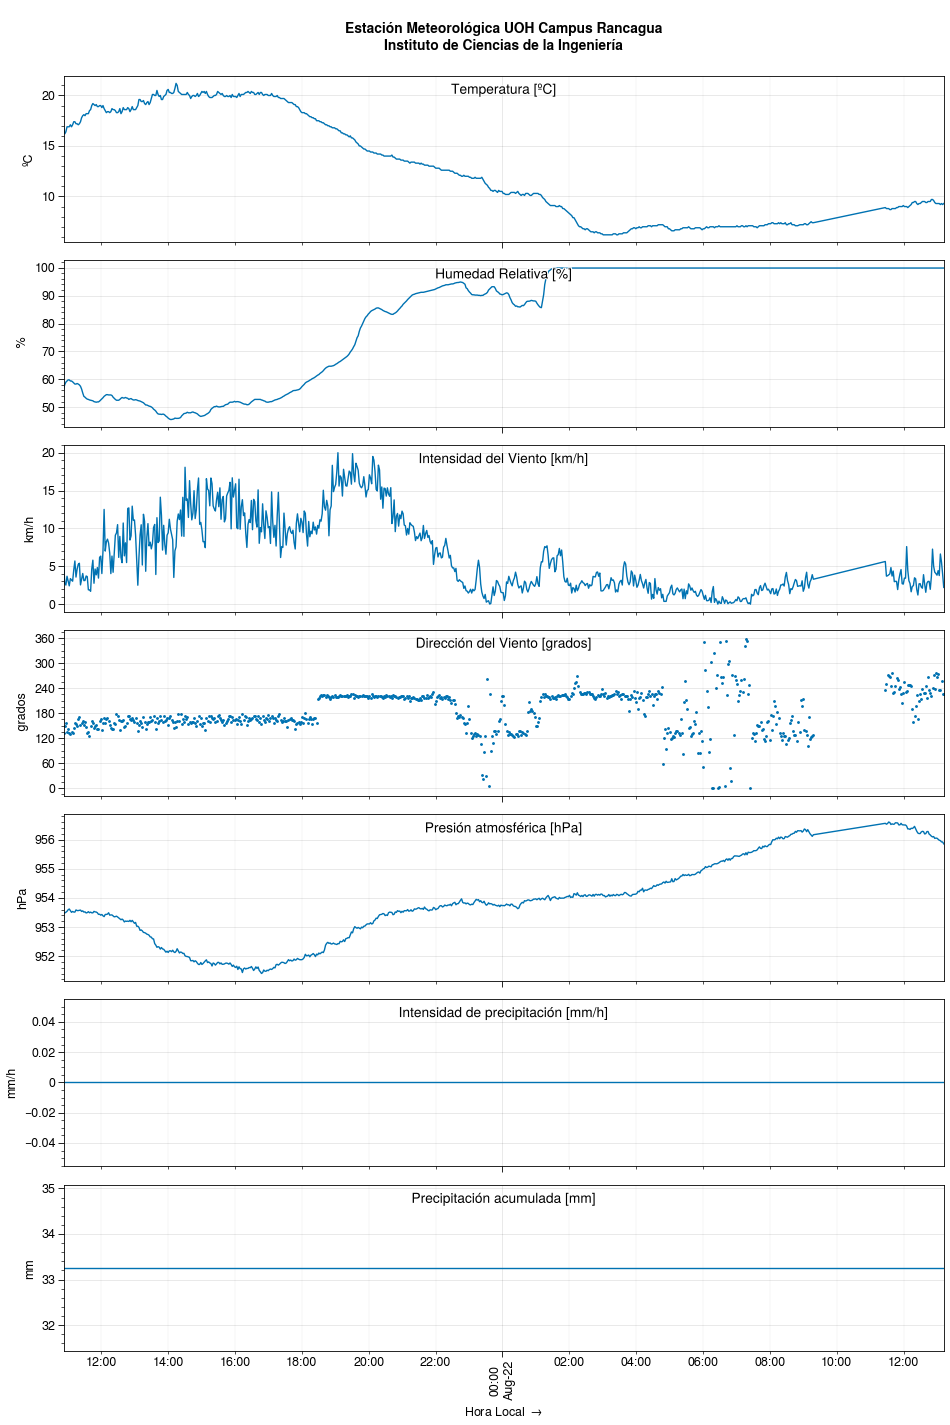 Estación Meteorológica UOH Campus Rancagua
Instituto de Ciencias de la Ingeniería
Temperatura [ºC]
20
15
10
ºC
Humedad Relativa [%]
100
90
80
70
60
50
%
Intensidad del Viento [km/h]
20
15
10
5
0
km/h
Dirección del Viento [grados]
360
300
240
180
120
60
0
grados
Presión atmosférica [hPa]
956
955
954
953
952
hPa
Intensidad de precipitación [mm/h]
0.04
0.02
0
−0.02
−0.04
mm/h
Precipitación acumulada [mm]
35
34
33
32
mm
12:00 14:00 16:00 18:00 20:00 22:00 00:00 02:00 04:00 06:00 08:00 10:00 12:00
Aug-22
Hora Local →